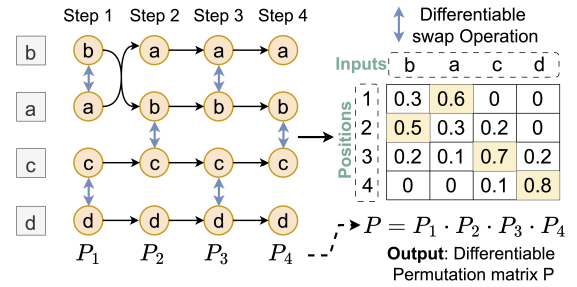 Step 1 Step 2 Step 3 Step 4
Differentiable
swap Operation
b b a a a
a a b b b
c c c c c
d d d d d
P1 P2 P3 P4
Inputs b a c d
Positions
1 0.3 0.6 0 0
2 0.5 0.3 0.2 0
3 0.2 0.1 0.7 0.2
4 0 0 0.1 0.8
P = P1 · P2 · P3 · P4
Output: Differentiable
Permutation matrix P